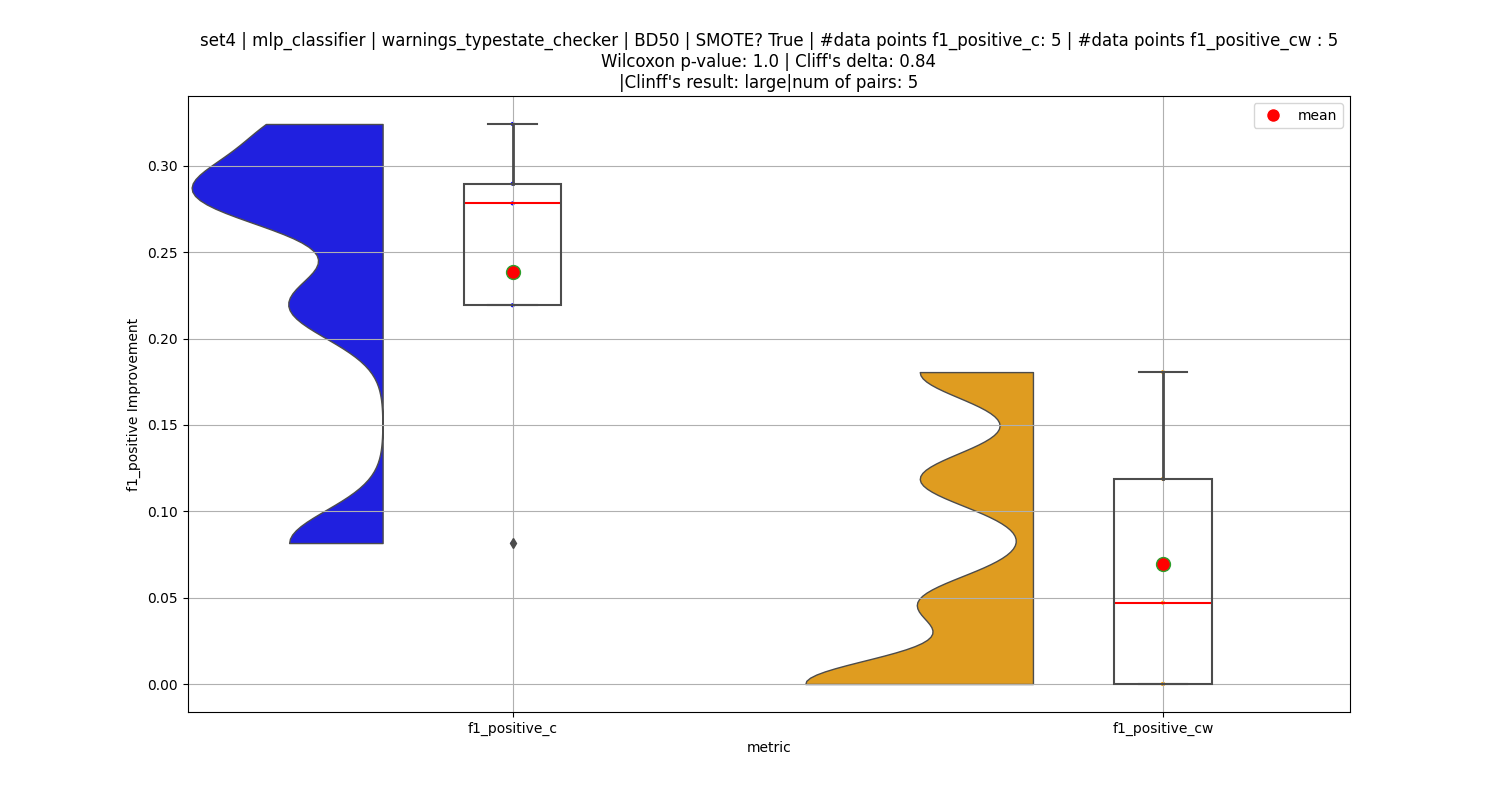 set4 | mlp_classifier | warnings_typestate_checker | BD50 | SMOTE? True | #data points f1_positive_c: 5 | #data points f1_positive_cw : 5
Wilcoxon p-value: 1.0 | Cliff's delta: 0.84
|Clinff's result: large|num of pairs: 5
mean
0.30
0.25
0.20
0.15
0.10
0.05
0.00
f1_positive Improvement
f1_positive_c
f1_positive_cw
metric